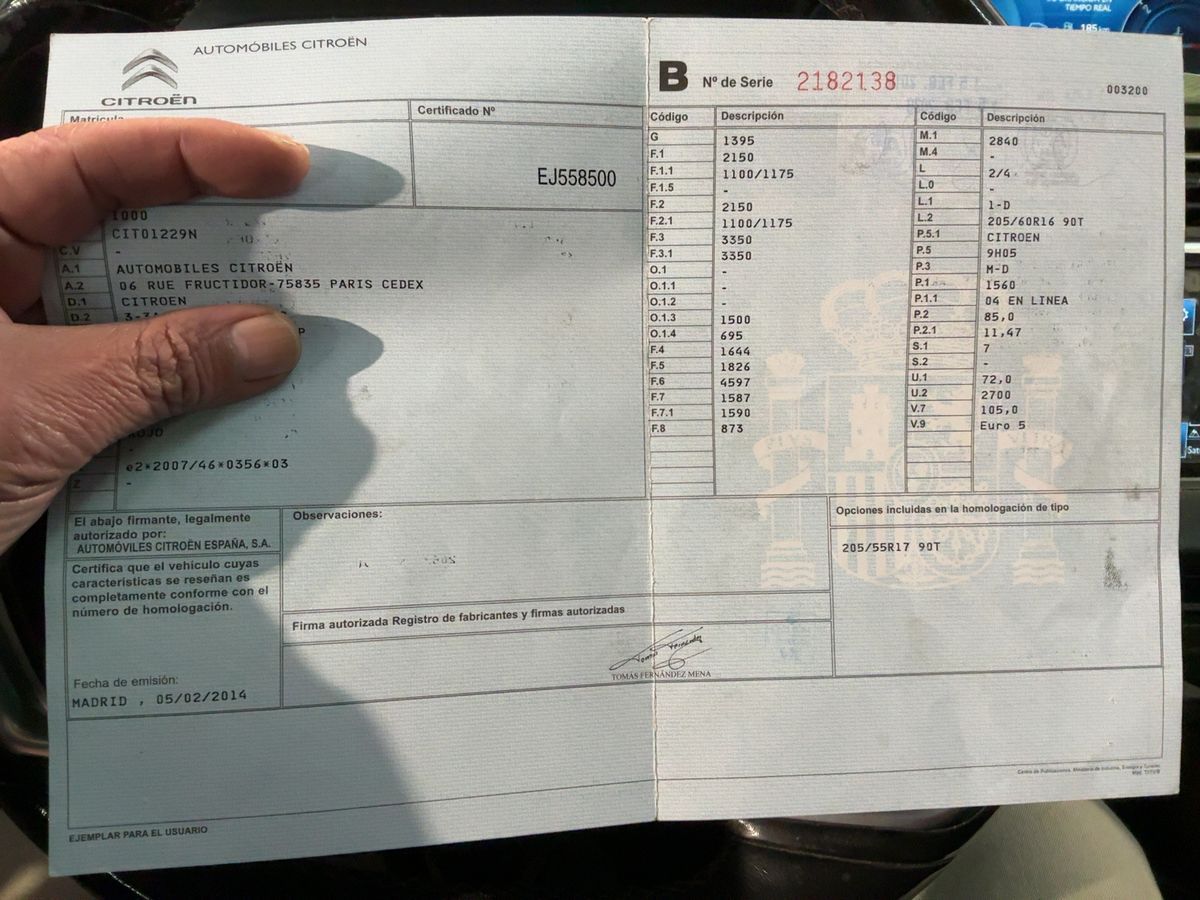 TIEMPO REAL
185 km
AUTOMÓBILES CITROËN
CITROËN
B Nº de Serie 2182138
003200
Certificado Nº
EJ558500
1000
CIT01229N
C.V -
A.1 AUTOMOBILES CITROËN
A.2 06 RUE FRUCTIDOR-75835 PARIS CEDEX
D.1 CITROEN
D.2
P
ROJO
-
e2*2007/46*0356*03
Z -
Código Descripción
G 1395
F.1 2150
F.1.1 1100/1175
F.1.5 -
F.2 2150
F.2.1 1100/1175
F.3 3350
F.3.1 3350
O.1 -
O.1.1 -
O.1.2 -
O.1.3 1500
O.1.4 695
F.4 1644
F.5 1826
F.6 4597
F.7 1587
F.7.1 1590
F.8 873
Código Descripción
M.1 2840
M.4 -
L 2/4
L.0 -
L.1 1-D
L.2 205/60R16 90T
P.5.1 CITROEN
P.5 9H05
P.3 M-D
P.1 1560
P.1.1 04 EN LINEA
P.2 85,0
P.2.1 11,47
S.1 7
S.2 -
U.1 72,0
U.2 2700
V.7 105,0
V.9 Euro 5
El abajo firmante, legalmente
autorizado por:
AUTOMÓVILES CITROËN ESPAÑA, S.A.
Certifica que el vehículo cuyas
características se reseñan es
completamente conforme con el
número de homologación.
Fecha de emisión:
MADRID , 05/02/2014
Observaciones:
Firma autorizada Registro de fabricantes y firmas autorizadas
TOMÁS FERNÁNDEZ MENA
Opciones incluidas en la homologación de tipo
205/55R17 90T
EJEMPLAR PARA EL USUARIO